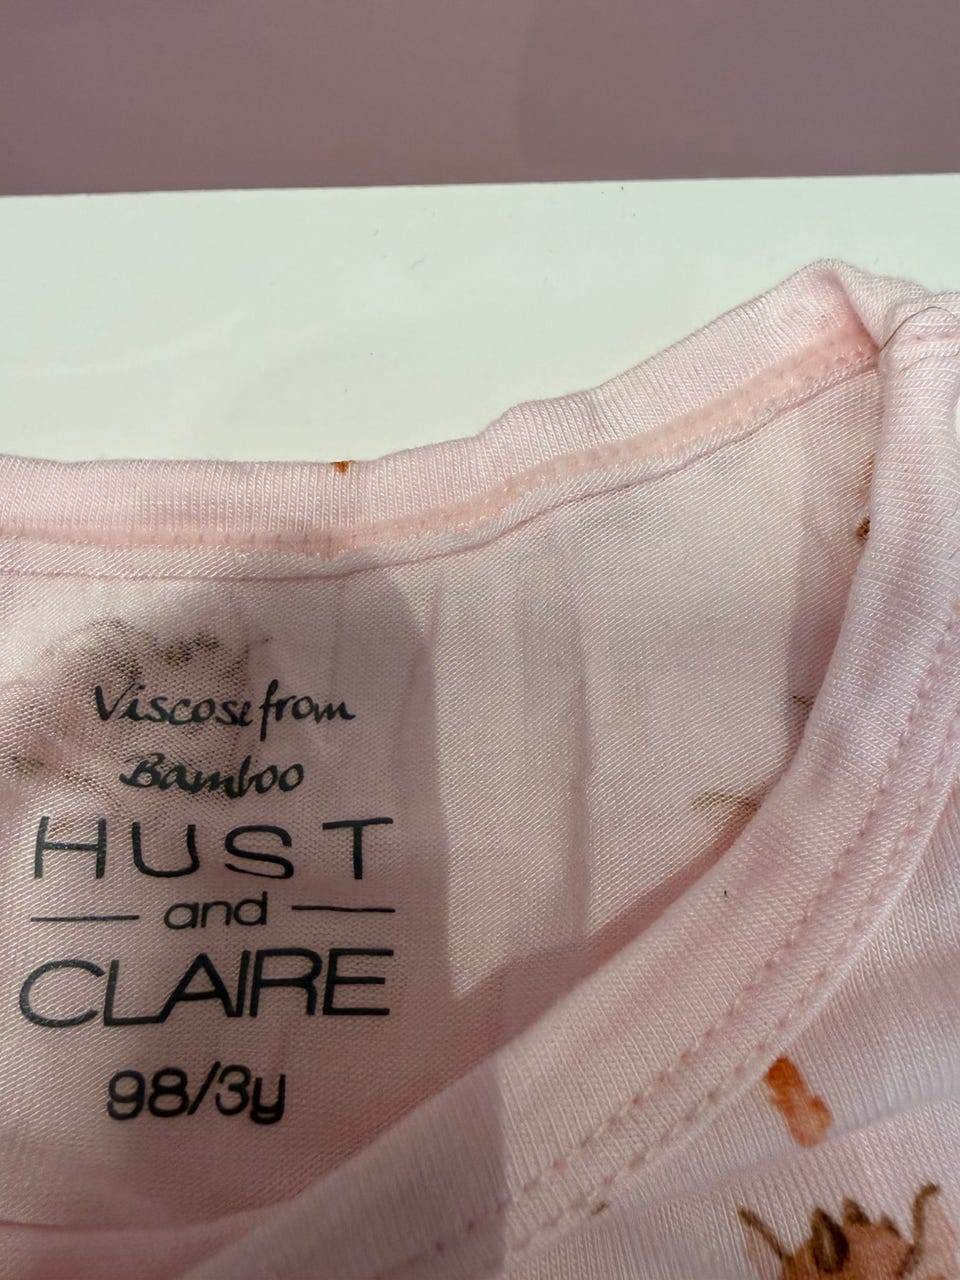 Viscose from
Bamboo
HUST
and
CLAIRE
98/3y